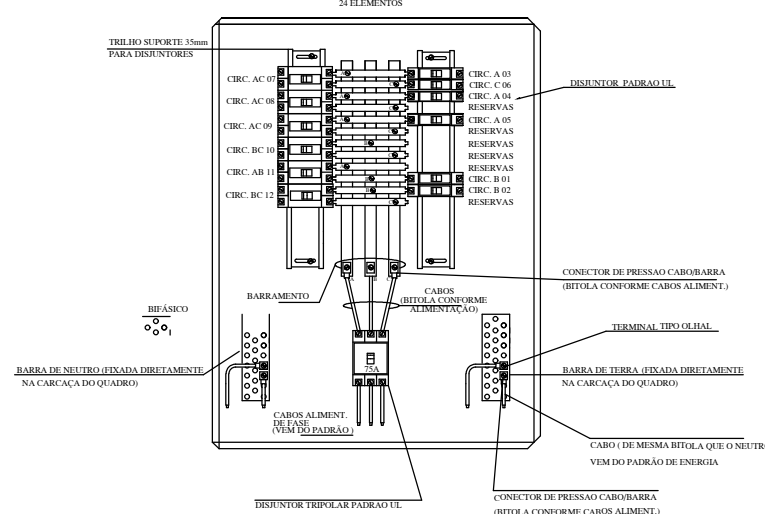 24 ELEMENTOS
TRILHO SUPORTE 35mm
PARA DISJUNTORES
CIRC. AC 07
CIRC. AC 08
CIRC. AC 09
CIRC. BC 10
CIRC. AB 11
CIRC. BC 12
CIRC. A 03
CIRC. C 06
CIRC. A 04
RESERVAS
CIRC. A 05
RESERVAS
RESERVAS
RESERVAS
RESERVAS
CIRC. B 01
CIRC. B 02
RESERVAS
DISJUNTOR PADRAO UL
A B C
CONECTOR DE PRESSAO CABO/BARRA
(BITOLA CONFORME CABOS ALIMENT.)
BARRAMENTO
CABOS
(BITOLA CONFORME
ALIMENTAÇÃO)
BIFÁSICO
TERMINAL TIPO OLHAL
BARRA DE NEUTRO (FIXADA DIRETAMENTE
NA CARCAÇA DO QUADRO)
75A
BARRA DE TERRA (FIXADA DIRETAMENTE
NA CARCAÇA DO QUADRO)
CABOS ALIMENT.
DE FASE
(VEM DO PADRÃO )
CABO ( DE MESMA BITOLA QUE O NEUTR
VEM DO PADRÃO DE ENERGIA
DISJUNTOR TRIPOLAR PADRAO UL
CONECTOR DE PRESSAO CABO/BARRA
(BITOLA CONFORME CABOS ALIMENT.)